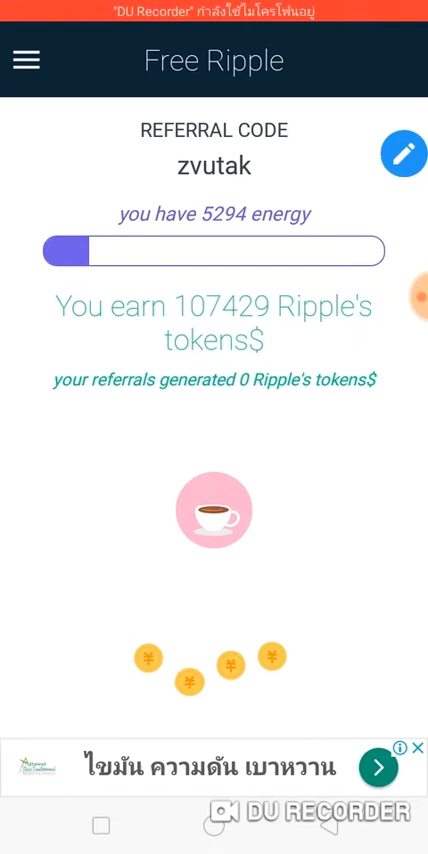 "DU Recorder" กำลังใช้ไมโครโฟนอยู่
Free Ripple
REFERRAL CODE
zvutak
you have 5294 energy
You earn 107429 Ripple's
tokens$
your referrals generated 0 Ripple's tokens$
¥ ¥ ¥ ¥
ไขมัน ความดัน เบาหวาน
DU RECORDER